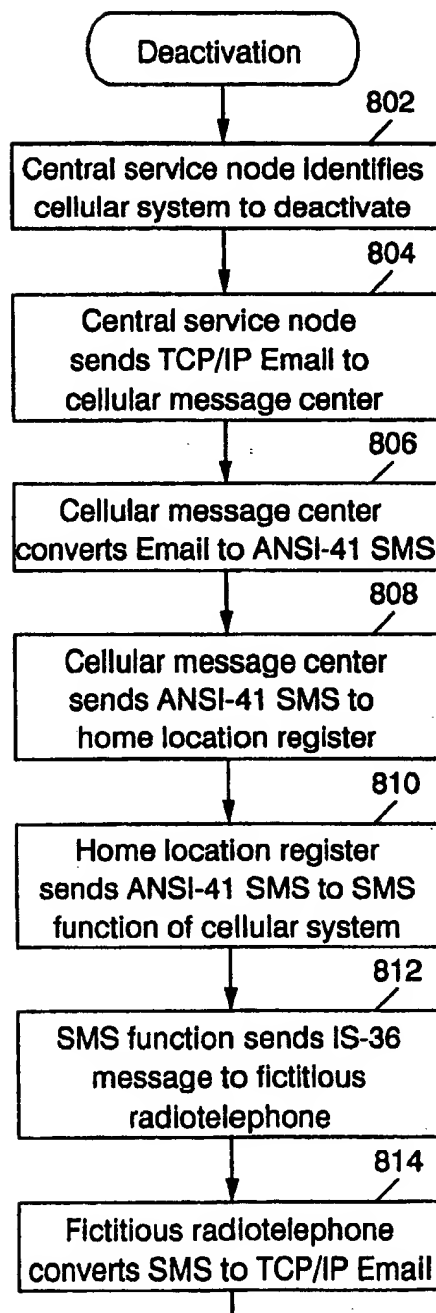 Deactivation
802
Central service node identifies
cellular system to deactivate
804
Central service node
sends TCP/IP Email to
cellular message center
806
Cellular message center
converts Email to ANSI-41 SMS
808
Cellular message center
sends ANSI-41 SMS to
home location register
810
Home location register
sends ANSI-41 SMS to SMS
function of cellular system
812
SMS function sends IS-36
message to fictitious
radiotelephone
814
Fictitious radiotelephone
converts SMS to TCP/IP Email